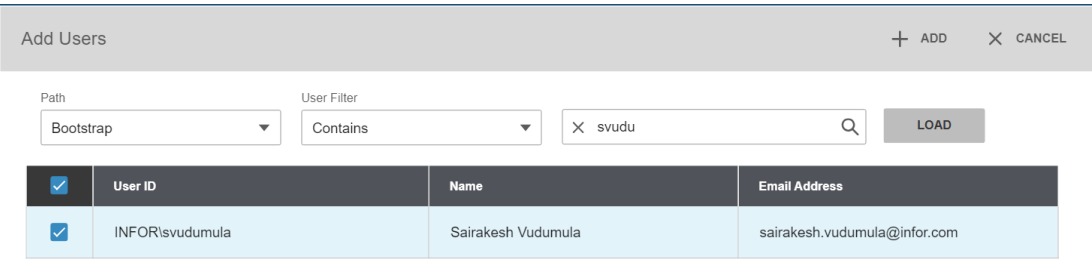 Add Users ADD CANCEL
Path User Filter
Bootstrap Contains svudu LOAD
User ID Name Email Address
INFOR\svudumula Sairakesh Vudumula sairakesh.vudumula@infor.com